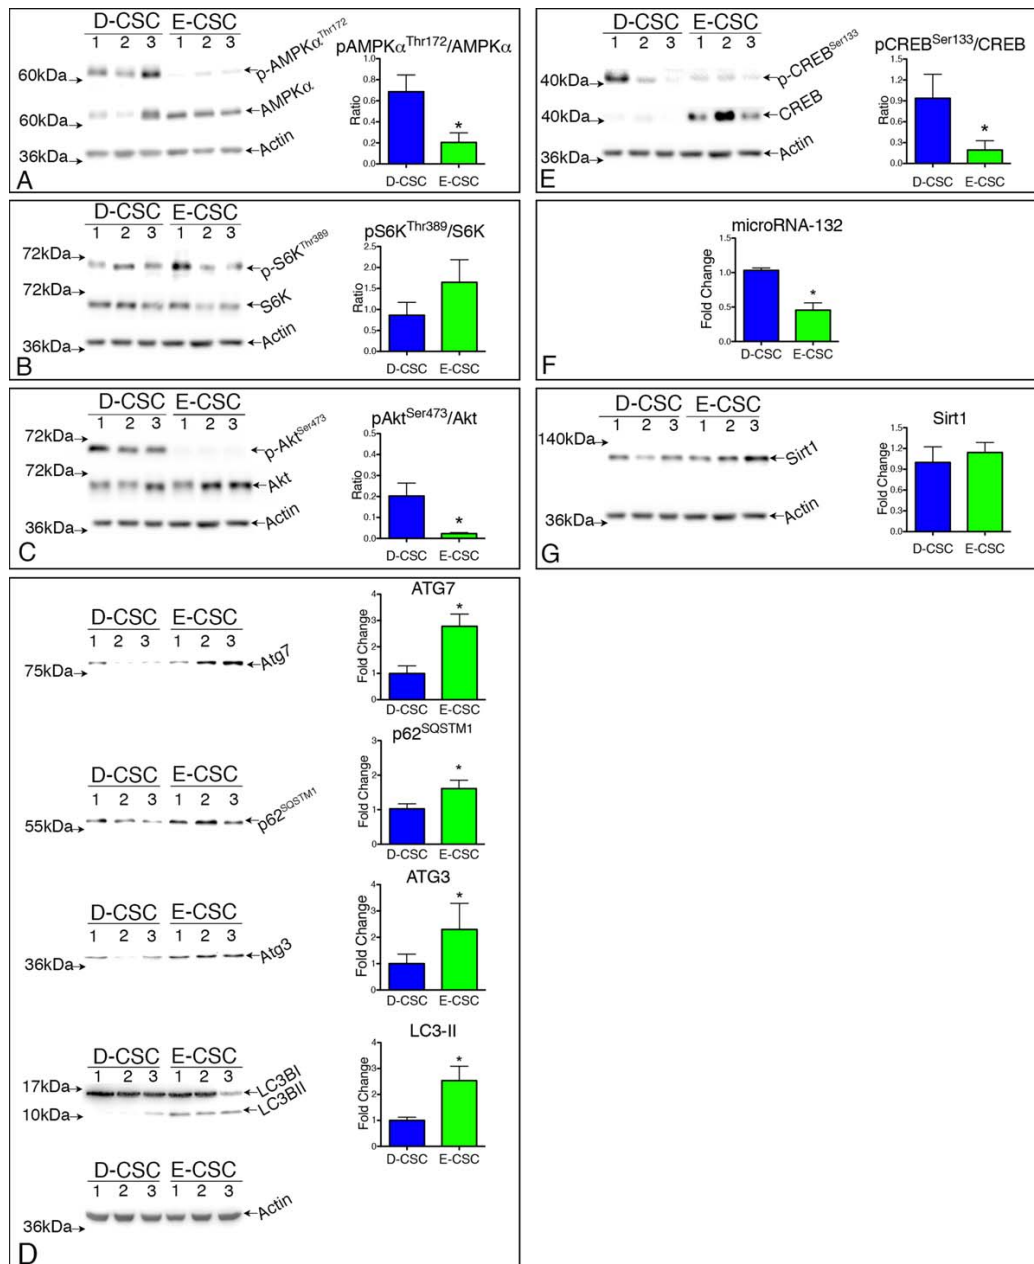 D-CSC E-CSC
1 2 3 1 2 3
60kDa
p-AMPKα^Thr172
60kDa
AMPKα
36kDa
Actin
A
pAMPKα^Thr172/AMPKα
Ratio
1.0
0.8
0.6
0.4
0.2
0.0
*
D-CSC E-CSC
D-CSC E-CSC
1 2 3 1 2 3
72kDa
p-S6K^Thr389
72kDa
S6K
36kDa
Actin
B
pS6K^Thr389/S6K
Ratio
2.5
2.0
1.5
1.0
0.5
0.0
D-CSC E-CSC
D-CSC E-CSC
1 2 3 1 2 3
72kDa
p-Akt^Ser473
72kDa
Akt
36kDa
Actin
C
pAkt^Ser473/Akt
Ratio
0.5
0.4
0.3
0.2
0.1
0.0
*
D-CSC E-CSC
D-CSC E-CSC
1 2 3 1 2 3
75kDa
Atg7
ATG7
Fold Change
4
3
2
1
0
*
D-CSC E-CSC
D-CSC E-CSC
1 2 3 1 2 3
55kDa
p62^SQSTM1
p62^SQSTM1
Fold Change
3
2
1
0
*
D-CSC E-CSC
D-CSC E-CSC
1 2 3 1 2 3
36kDa
Atg3
ATG3
Fold Change
4
3
2
1
0
*
D-CSC E-CSC
D-CSC E-CSC
1 2 3 1 2 3
17kDa
LC3BI
10kDa
LC3BII
LC3-II
Fold Change
4
3
2
1
0
*
D-CSC E-CSC
D-CSC E-CSC
1 2 3 1 2 3
36kDa
Actin
D
D-CSC E-CSC
1 2 3 1 2 3
40kDa
p-CREB^Ser133
40kDa
CREB
36kDa
Actin
E
pCREB^Ser133/CREB
Ratio
1.5
1.2
0.9
0.6
0.3
0.0
*
D-CSC E-CSC
microRNA-132
Fold Change
1.5
1.0
0.5
0.0
*
D-CSC E-CSC
F
D-CSC E-CSC
1 2 3 1 2 3
140kDa
Sirt1
36kDa
Actin
G
Sirt1
Fold Change
1.5
1.2
0.9
0.6
0.3
0.0
D-CSC E-CSC